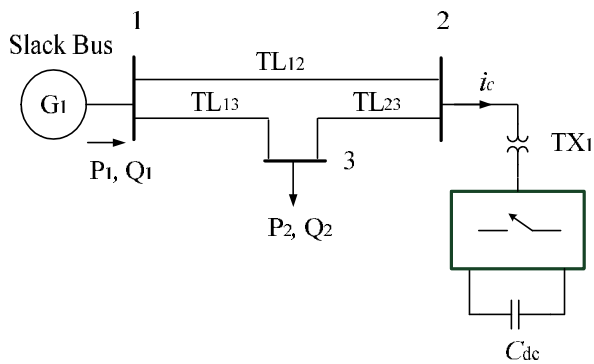 1
2
Slack Bus
G1
TL12
ic
TL13
TL23
TX1
P1, Q1
3
P2, Q2
Cdc